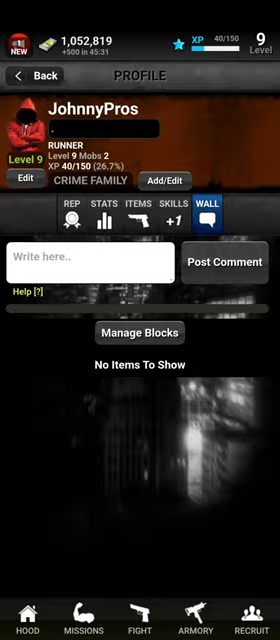 NEW
1,052,819
+500 in 45:31
XP 40/150
9
Level
Back
PROFILE
JohnnyPros
.
RUNNER
Level 9 Mobs 2
XP 40/150 (26.7%)
Level 9
Edit
CRIME FAMILY
Add/Edit
REP
STATS
ITEMS
SKILLS
+1
WALL
Write here..
Post Comment
Help [?]
Manage Blocks
No Items To Show
HOOD
MISSIONS
FIGHT
ARMORY
RECRUIT